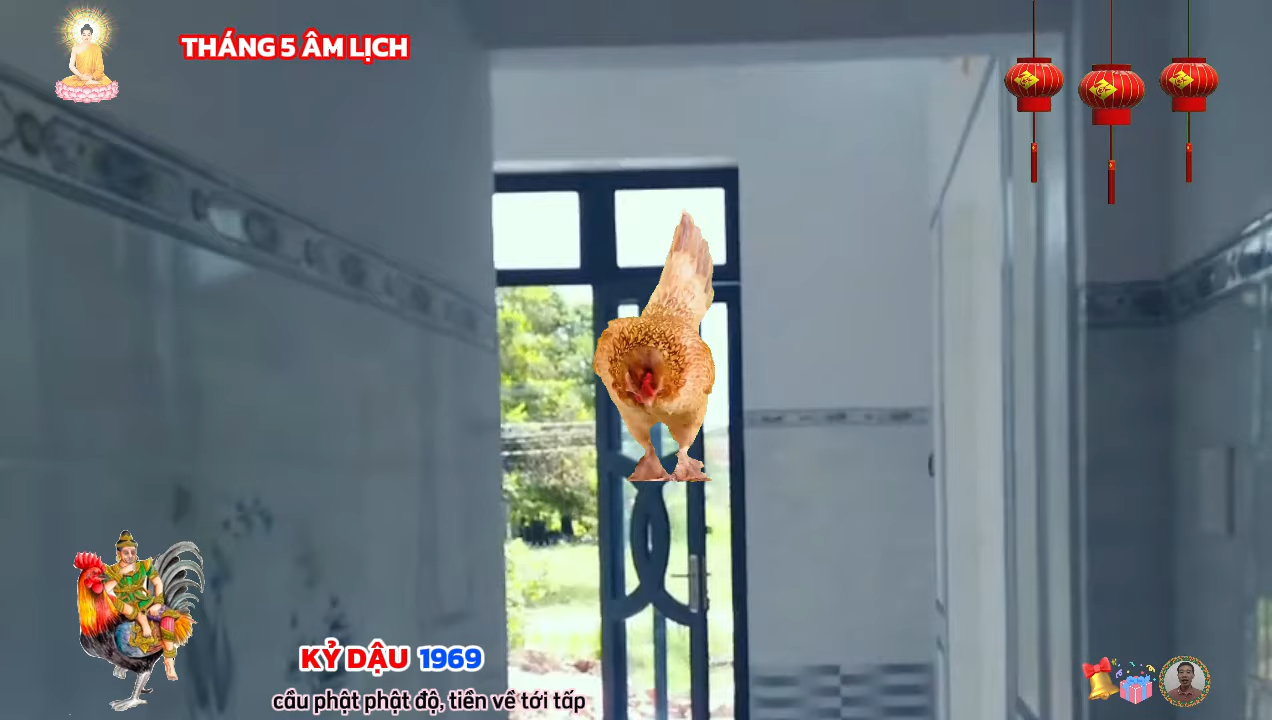 THÁNG 5 ÂM LỊCH
KỶ DẬU 1969
cầu phật phật độ, tiền về tới tấp